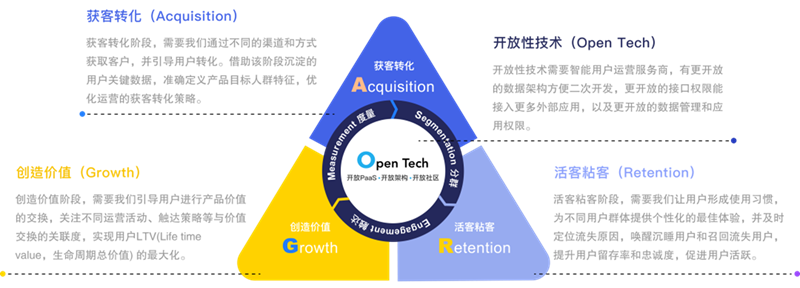 获客转化（Acquisition）
获客转化阶段，需要我们通过不同的渠道和方式
获取客户，并引导用户转化。借助该阶段沉淀的
用户关键数据，准确定义产品目标人群特征，优
化运营的获客转化策略。
开放性技术（Open Tech）
开放性技术需要智能用户运营服务商，有更开放
的数据架构方便二次开发，更开放的接口权限能
接入更多外部应用，以及更开放的数据管理和应
用权限。
获客转化
Acquisition
Measurement 度量
Segmentation 分群
Open Tech
开放PaaS·开放架构·开放社区
Engagement 触达
创造价值
Growth
活客粘客
Retention
创造价值（Growth）
创造价值阶段，需要我们引导用户进行产品价值
的交换，关注不同运营活动、触达策略等与价值
交换的关联度，实现用户LTV(Life time
value，生命周期总价值) 的最大化。
活客粘客（Retention）
活客粘客阶段，需要我们让用户形成使用习惯，
为不同用户群体提供个性化的最佳体验，并及时
定位流失原因，唤醒沉睡用户和召回流失用户，
提升用户留存率和忠诚度，促进用户活跃。